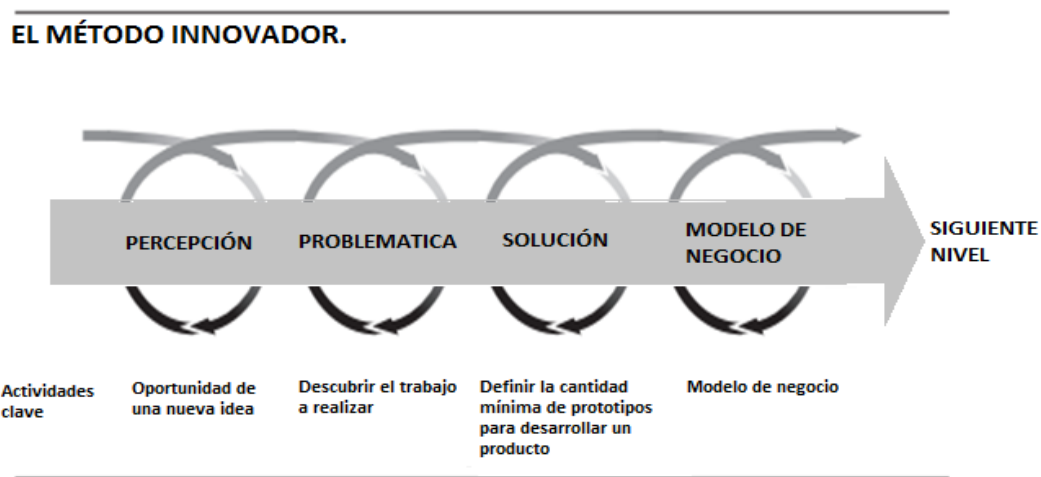 EL MÉTODO INNOVADOR.
PERCEPCIÓN
PROBLEMATICA
SOLUCIÓN
MODELO DE
NEGOCIO
SIGUIENTE
NIVEL
Actividades
clave
Oportunidad de
una nueva idea
Descubrir el trabajo
a realizar
Definir la cantidad
mínima de prototipos
para desarrollar un
producto
Modelo de negocio